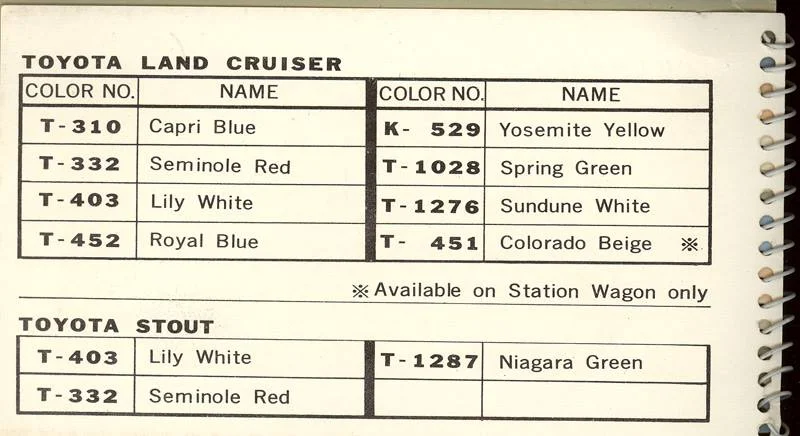 TOYOTA LAND CRUISER
COLOR NO. NAME COLOR NO. NAME
T-310 Capri Blue K- 529 Yosemite Yellow
T-332 Seminole Red T-1028 Spring Green
T-403 Lily White T-1276 Sundune White
T-452 Royal Blue T- 451 Colorado Beige ※
※ Available on Station Wagon only
TOYOTA STOUT
T-403 Lily White T-1287 Niagara Green
T-332 Seminole Red